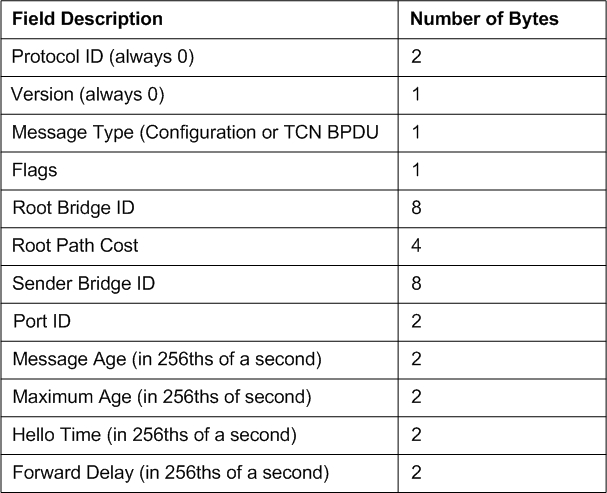 Field Description Number of Bytes
Protocol ID (always 0) 2
Version (always 0) 1
Message Type (Configuration or TCN BPDU 1
Flags 1
Root Bridge ID 8
Root Path Cost 4
Sender Bridge ID 8
Port ID 2
Message Age (in 256ths of a second) 2
Maximum Age (in 256ths of second) 2
Hello Time (in 256ths of a second) 2
Forward Delay (in 256ths of a second) 2